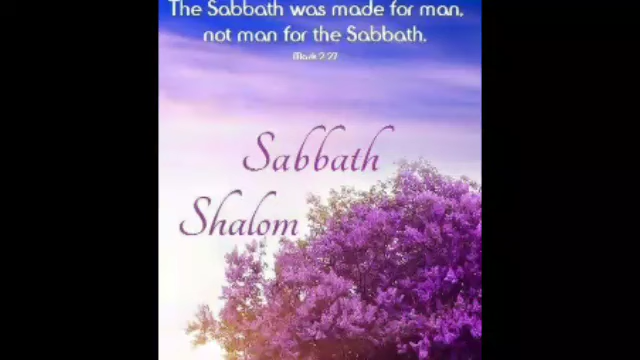 The Sabbath was made for man,
not man for the Sabbath.
Mark 2:27
Sabbath
Shalom